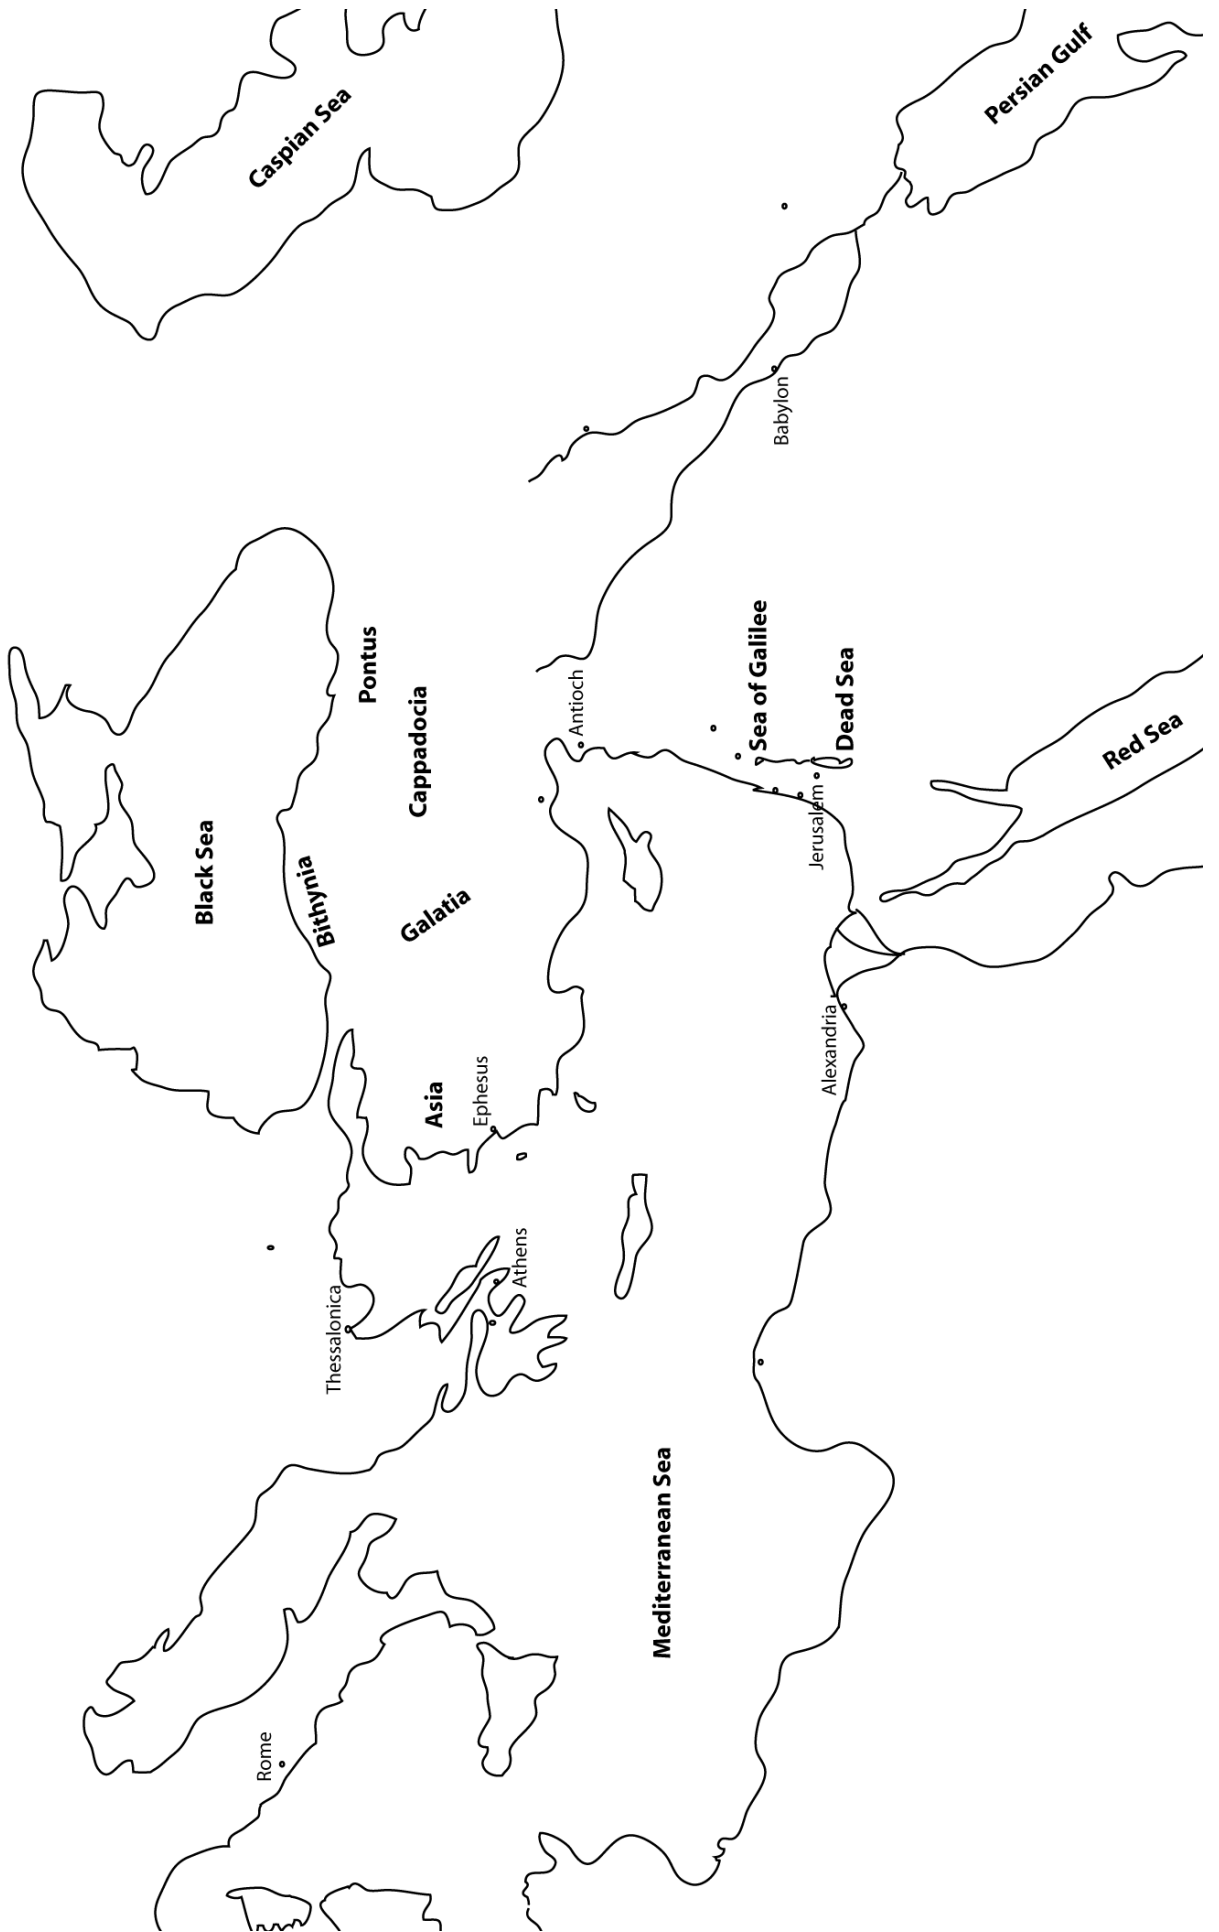 Caspian Sea
Persian Gulf
Babylon
Black Sea
Pontus
Cappadocia
Bithynia
Galatia
Antioch
Sea of Galilee
Dead Sea
Jerusalem
Red Sea
Asia
Ephesus
Alexandria
Thessalonica
Athens
Mediterranean Sea
Rome